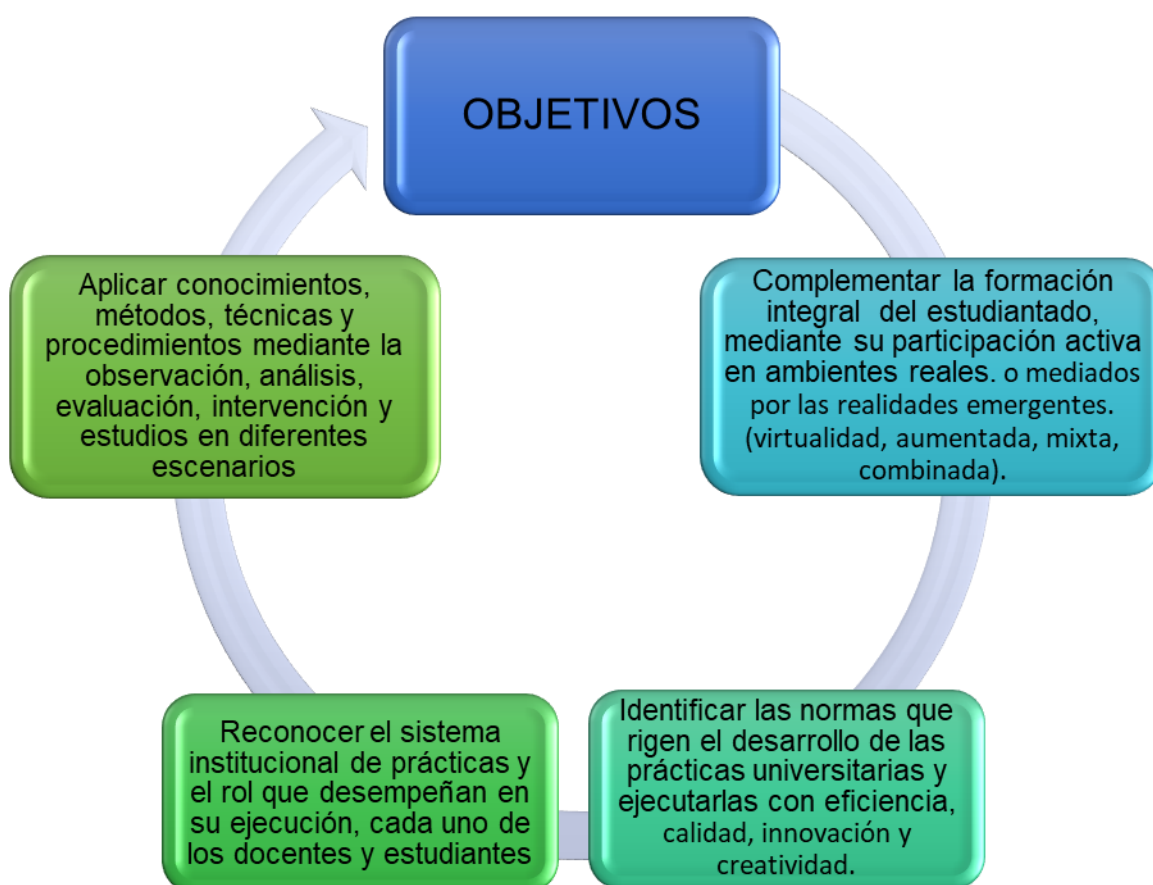 OBJETIVOS
Complementar la formación
integral del estudiantado,
mediante su participación activa
en ambientes reales. o mediados
por las realidades emergentes.
(virtualidad, aumentada, mixta,
combinada).
Identificar las normas que
rigen el desarrollo de las
prácticas universitarias y
ejecutarlas con eficiencia,
calidad, innovación y
creatividad.
Reconocer el sistema
institucional de prácticas y
el rol que desempeñan en
su ejecución, cada uno de
los docentes y estudiantes
Aplicar conocimientos,
métodos, técnicas y
procedimientos mediante la
observación, análisis,
evaluación, intervención y
estudios en diferentes
escenarios